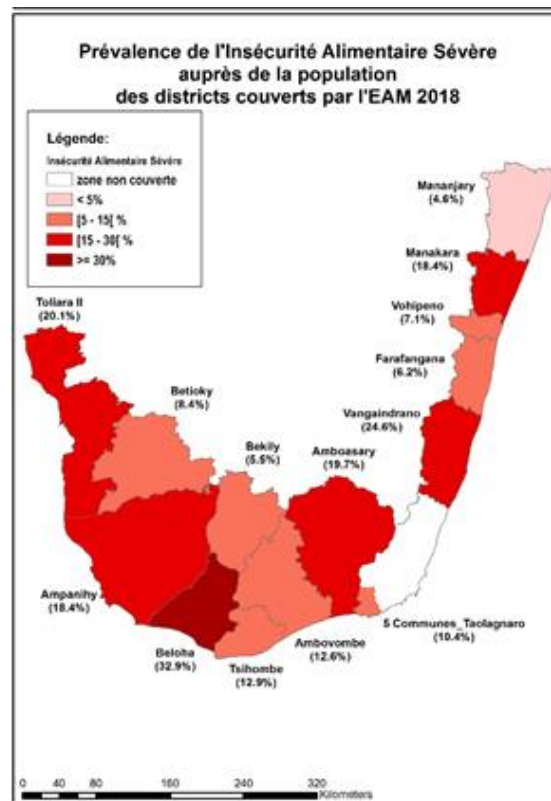 Prévalence de l'Insécurité Alimentaire Sévère
auprès de la population
des districts couverts par l'EAM 2018
Légende:
Insécurité Alimentaire Sévère
zone non couverte
< 5%
[5 - 15[ %
[15 - 30[ %
>= 30%
Mananjary
(4.6%)
Manakara
(18.4%)
Vohipeno
(7.1%)
Toliara II
(20.1%)
Farafangana
(6.2%)
Betioky
(8.4%)
Vangaindrano
(24.6%)
Bekily
(5.5%)
Amboasary
(19.7%)
Ampanihy
(18.4%)
5 Communes_Taolagnaro
(10.4%)
Beloha
(32.9%)
Ambovombe
(12.6%)
Tsihombe
(12.9%)
0 40 80 160 240 320
Kilometers